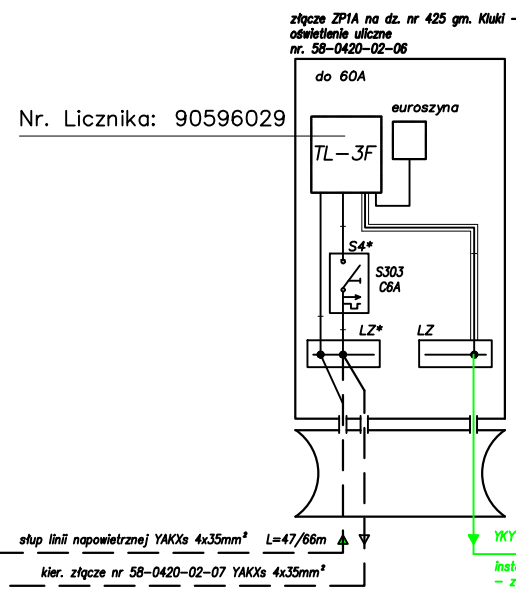 złącze ZP1A na dz. nr 425 gm. Kluki -
oświetlenie uliczne
nr. 58-0420-02-06
do 60A
euroszyna
Nr. Licznika: 90596029
TL-3F
S4*
S303
C6A
LZ*
LZ
słup linii napowietrznej YAKXs 4x35mm² L=47/66m
YKY
kier. złącze nr 58-0420-02-07 YAKXs 4x35mm²
inst
- z